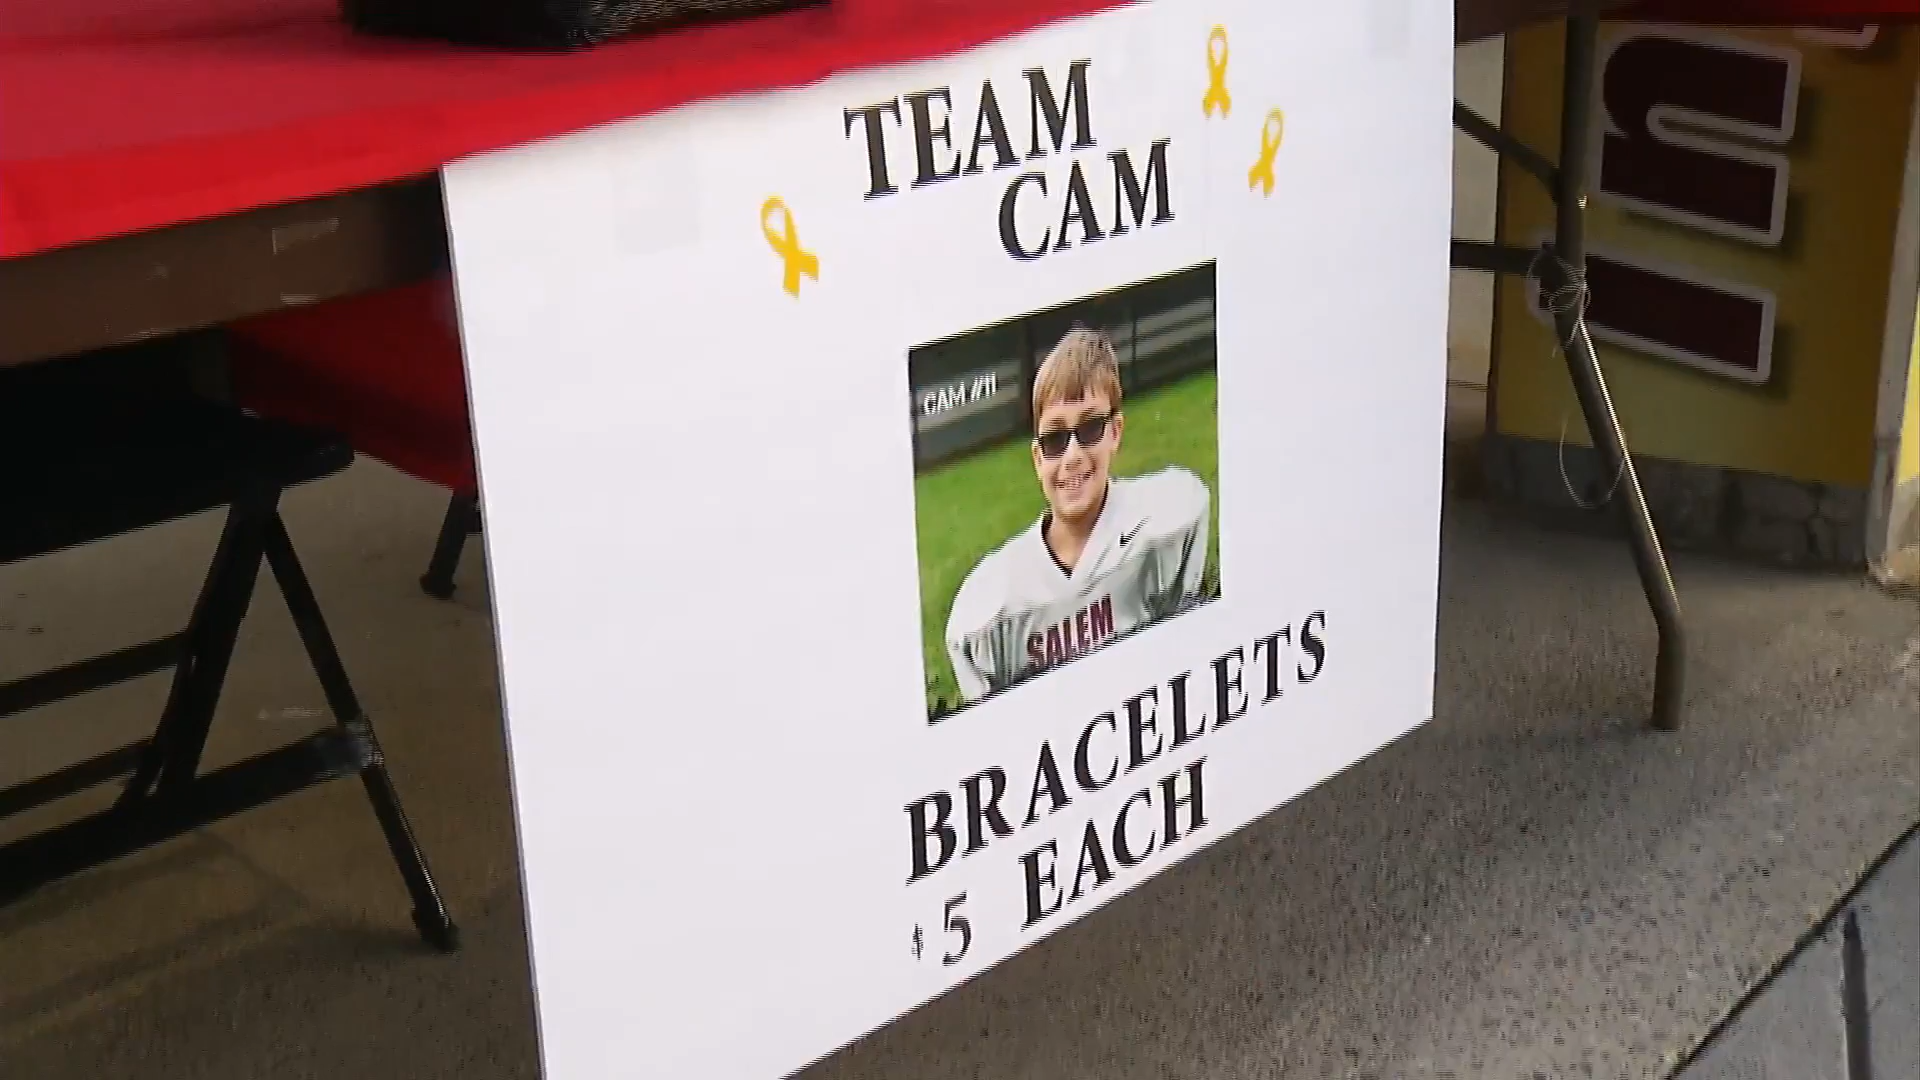 TEAM
CAM
CAM //11
SALEM
BRACELETS
$5 EACH